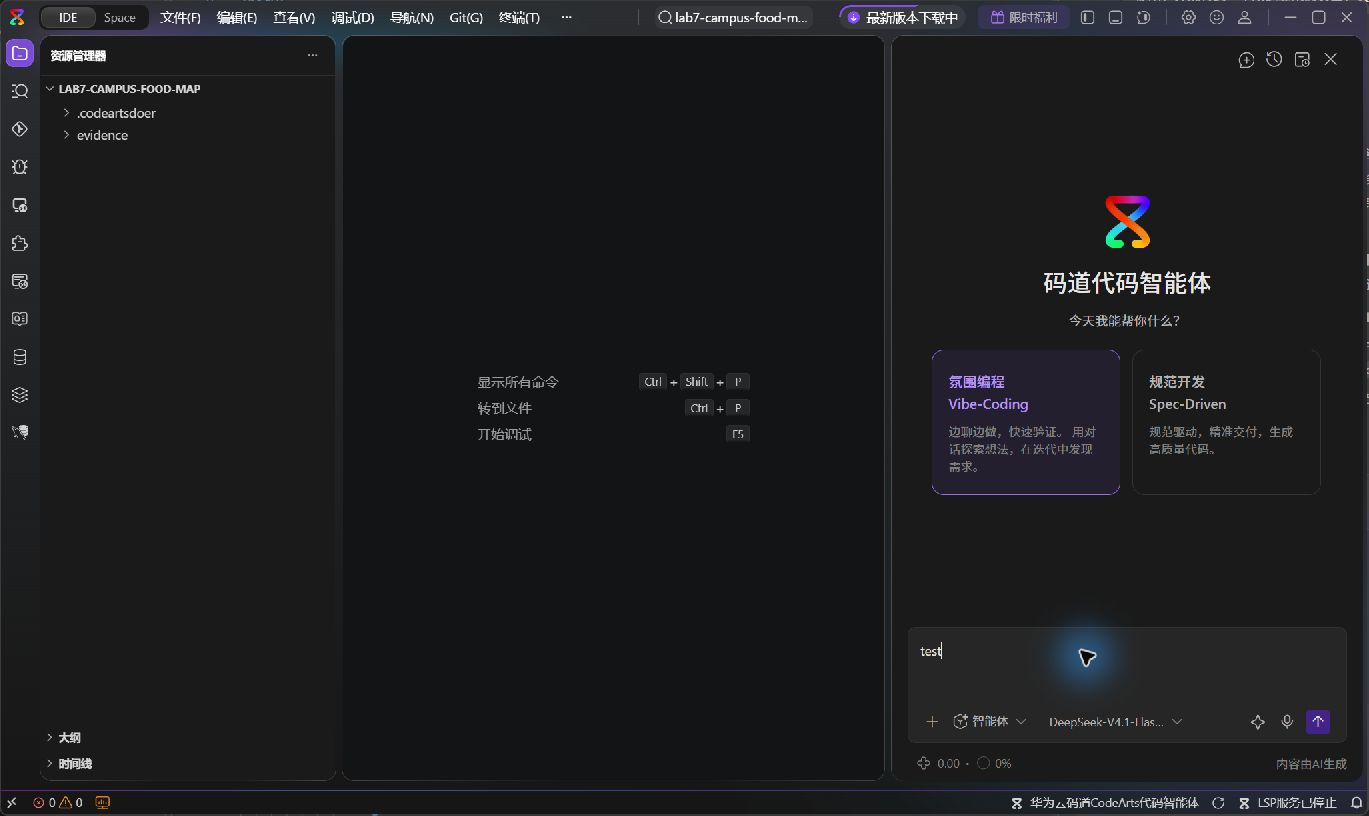 IDE Space 文件(F) 编辑(E) 查看(V) 调试(D) 导航(N) Git(G) 终端(T) ··· lab7-campus-food-m... 最新版本下载中 限时福利
资源管理器 ···
LAB7-CAMPUS-FOOD-MAP
.codeartsdoer
evidence
大纲
时间线
显示所有命令 Ctrl + Shift + P
转到文件 Ctrl + P
开始调试 F5
码道代码智能体
今天我能帮你什么?
氛围编程
Vibe-Coding
边聊边做，快速验证。 用对
话探索想法，在迭代中发现
需求。
规范开发
Spec-Driven
规范驱动，精准交付，生成
高质量代码。
test
智能体 DeepSeek-V4.1-Flas...
0.00 · 0% 内容由AI生成
0 0 华为云码道CodeArts代码智能体 LSP服务已停止